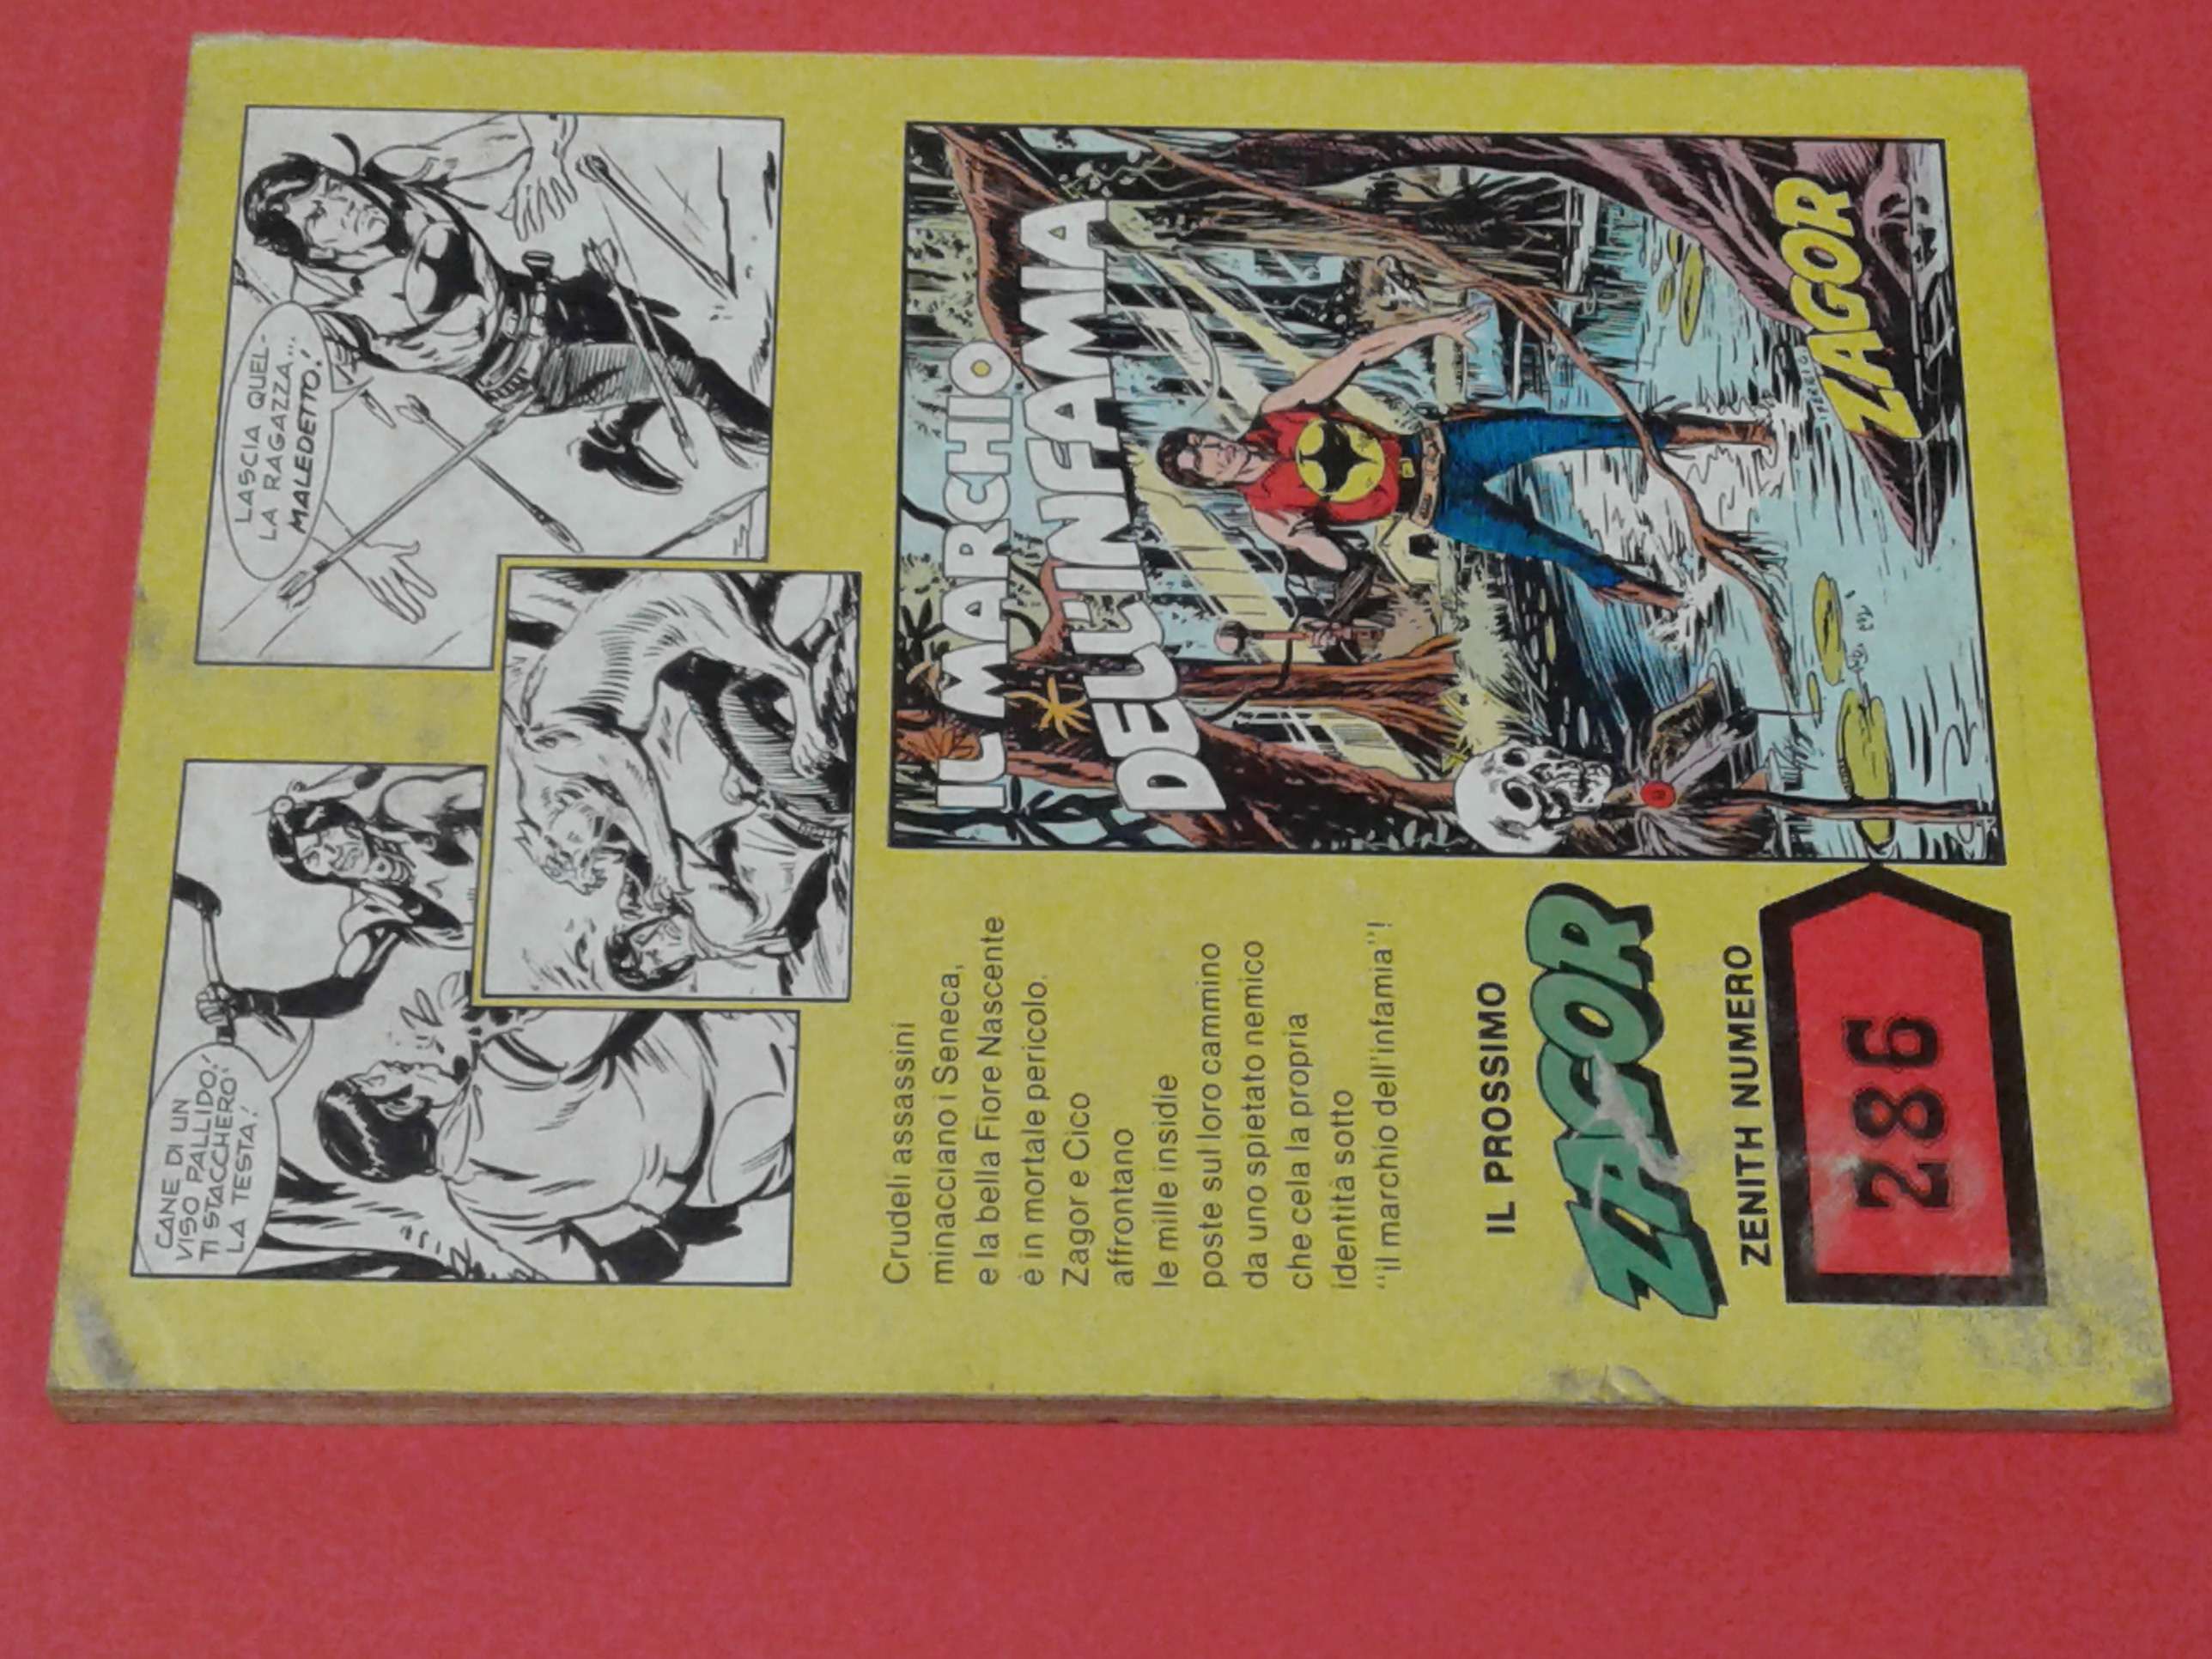 CANE DI UN
VISO PALLIDO!
TI STACCHERO'
LA TESTA!
LASCIA QUEL-
LA RAGAZZA...
MALEDETTO!
Crudeli assassini
minacciano i Seneca,
e la bella Fiore Nascente
è in mortale pericolo.
Zagor e Cico
affrontano
le mille insidie
poste sul loro cammino
da uno spietato nemico
che cela la propria
identità sotto
"il marchio dell'infamia"!
IL PROSSIMO
ZAGOR
ZENITH NUMERO
286
IL MARCHIO
DELL'INFAMIA
ZAGOR